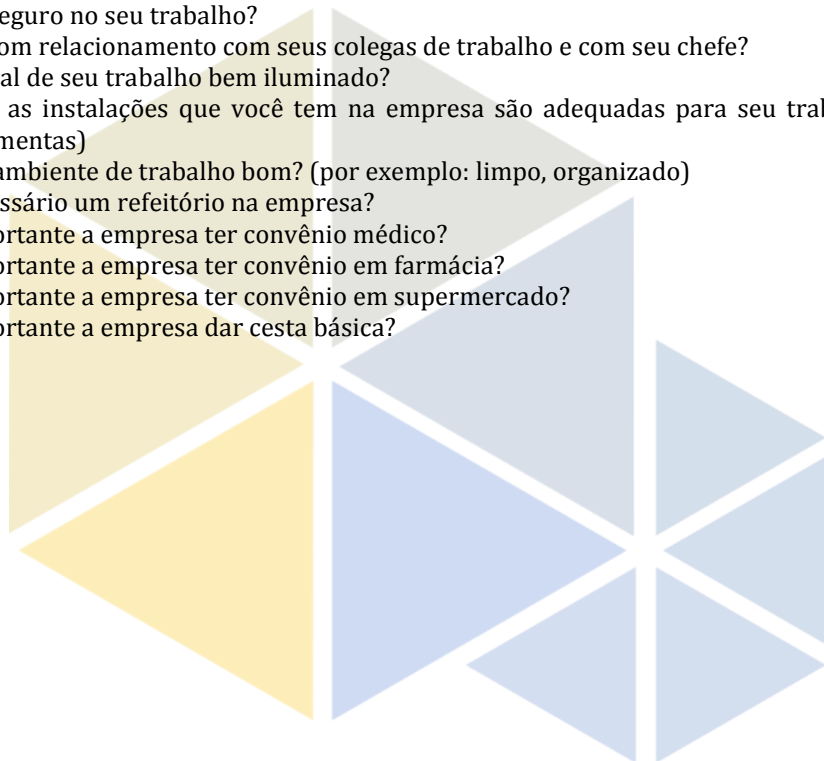 eguro no seu trabalho?
om relacionamento com seus colegas de trabalho e com seu chefe?
al de seu trabalho bem iluminado?
as instalações que você tem na empresa são adequadas para seu trab
mentas)
ambiente de trabalho bom? (por exemplo: limpo, organizado)
ssário um refeitório na empresa?
ortante a empresa ter convênio médico?
ortante a empresa ter convênio em farmácia?
ortante a empresa ter convênio em supermercado?
ortante a empresa dar cesta básica?